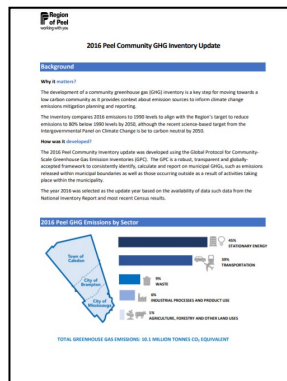 Region
of Peel
working with you
2016 Peel Community GHG Inventory Update
Background
Why it matters?
The development of a community greenhouse gas (GHG) inventory is a key step for moving towards a
low carbon community as it provides context about emission sources to inform climate change
emissions mitigation planning and reporting.
The inventory compares 2016 emissions to 1990 levels to align with the Region's target to reduce
emissions to 80% below 1990 levels by 2050, although the recent science-based target from the
Intergovernmental Panel on Climate Change is be to carbon neutral by 2050.
How was it developed?
The 2016 Peel Community Inventory update was developed using the Global Protocol for Community-
Scale Greenhouse Gas Emission Inventories (GPC). The GPC is a robust, transparent and globally-
accepted framework to consistently identify, calculate and report on municipal GHGs, such as emissions
released within municipal boundaries as well as those occurring outside as a result of activities taking
place within the municipality.
The year 2016 was selected as the update year based on the availability of data such data from the
National Inventory Report and most recent Census results.
2016 Peel GHG Emissions by Sector
Town of
Caledon
City of
Brampton
City of
Mississauga
45%
STATIONARY ENERGY
39%
TRANSPORTATION
9%
WASTE
6%
INDUSTRIAL PROCESSES AND PRODUCT USE
1%
AGRICULTURE, FORESTRY AND OTHER LAND USES
TOTAL GREENHOUSE GAS EMISSIONS: 10.1 MILLION TONNES CO₂ EQUIVALENT